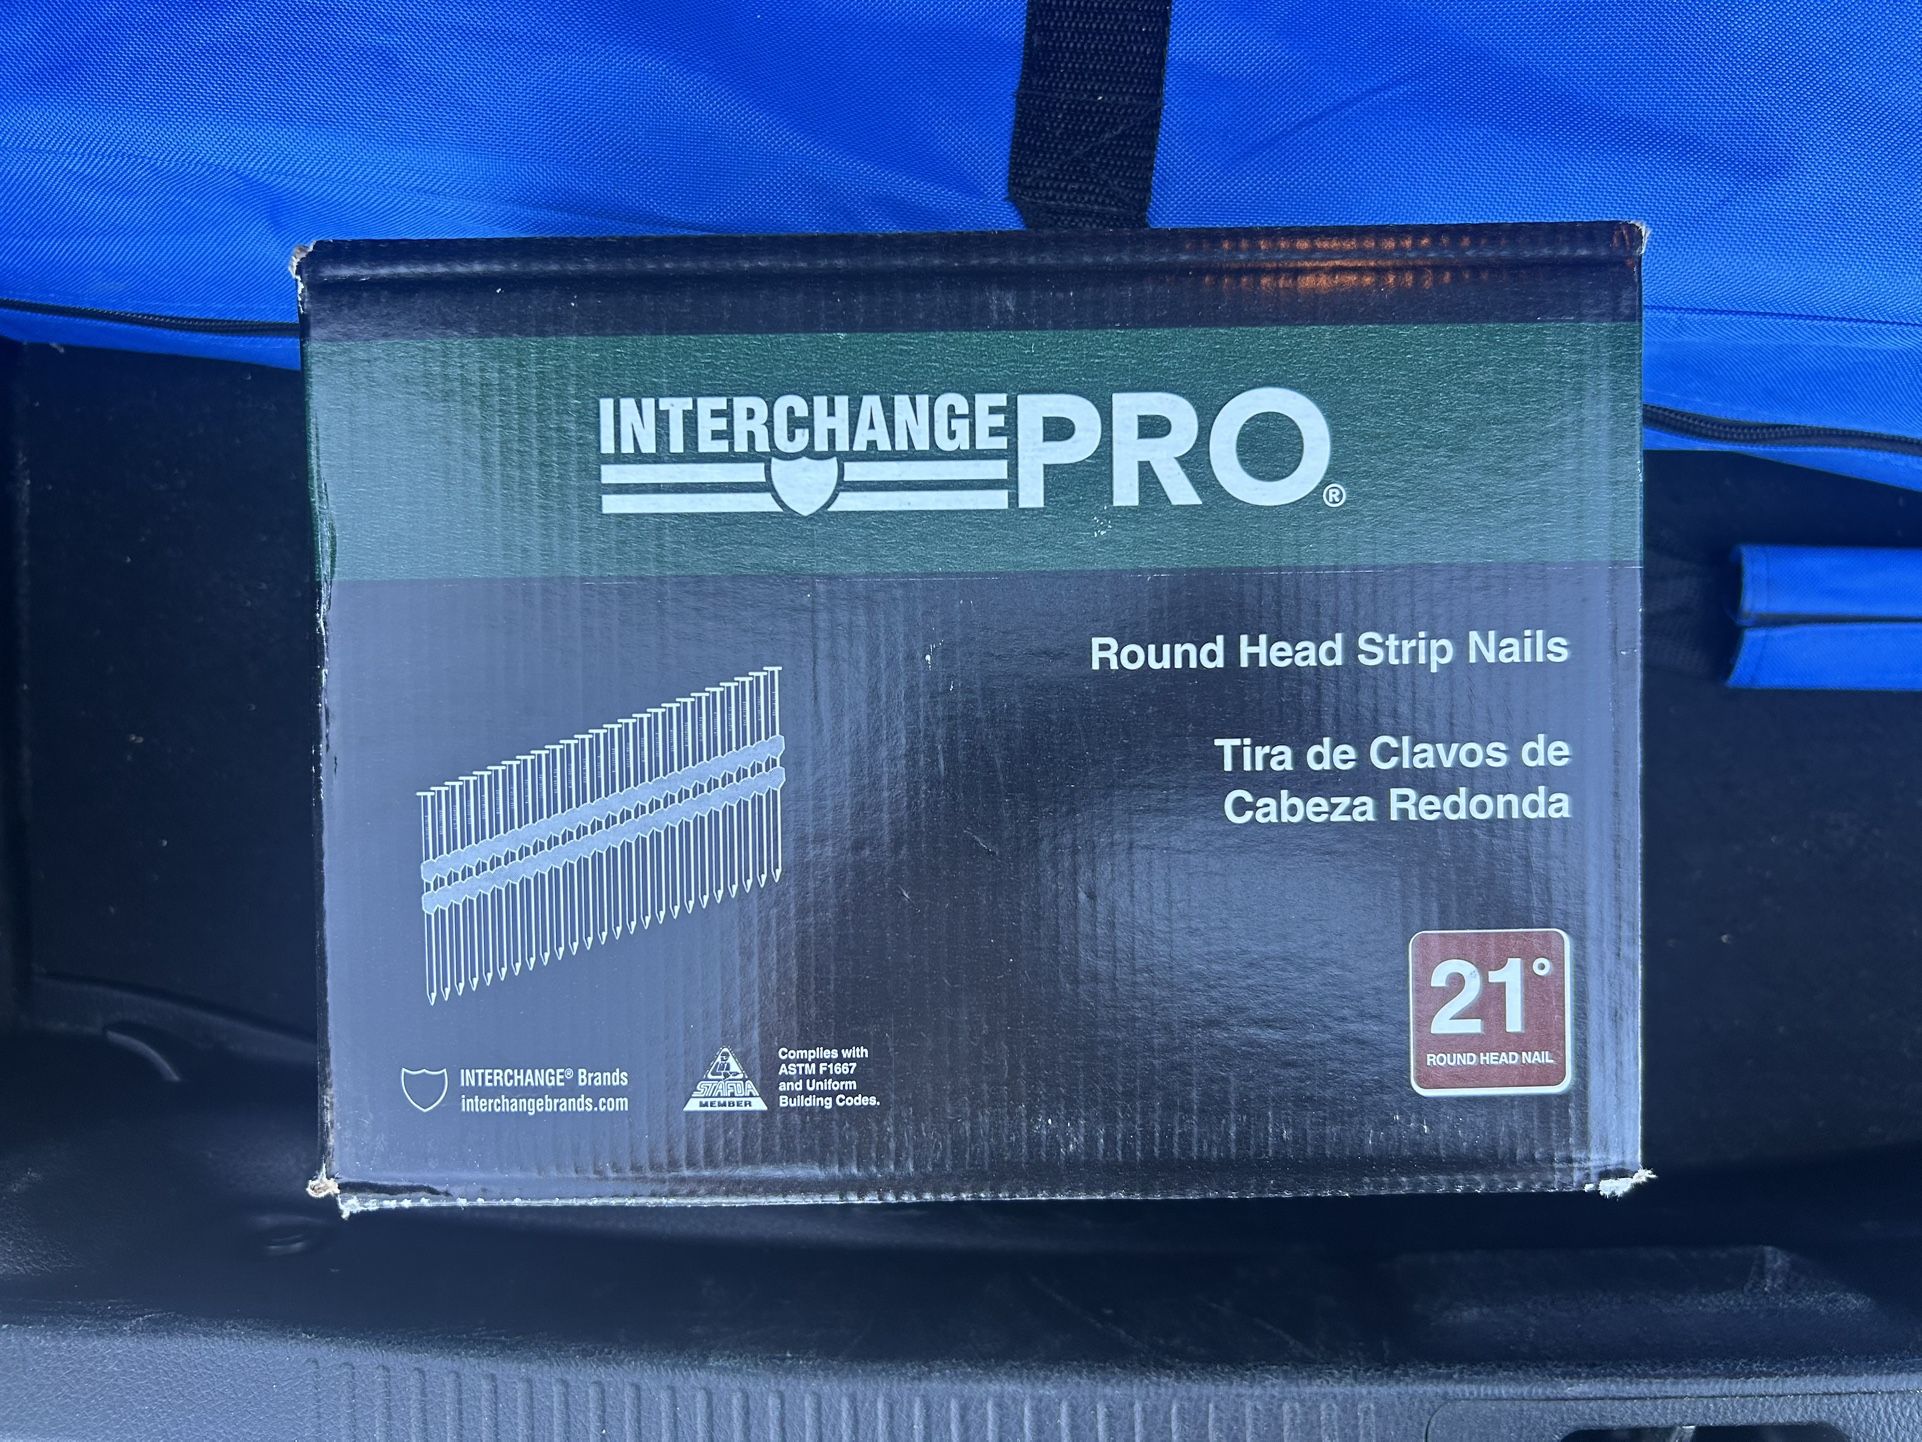 INTERCHANGE PRO®
Round Head Strip Nails
Tira de Clavos de
Cabeza Redonda
21°
ROUND HEAD NAIL
INTERCHANGE® Brands
interchangebrands.com
STAFDA
MEMBER
Complies with
ASTM F1667
and Uniform
Building Codes.